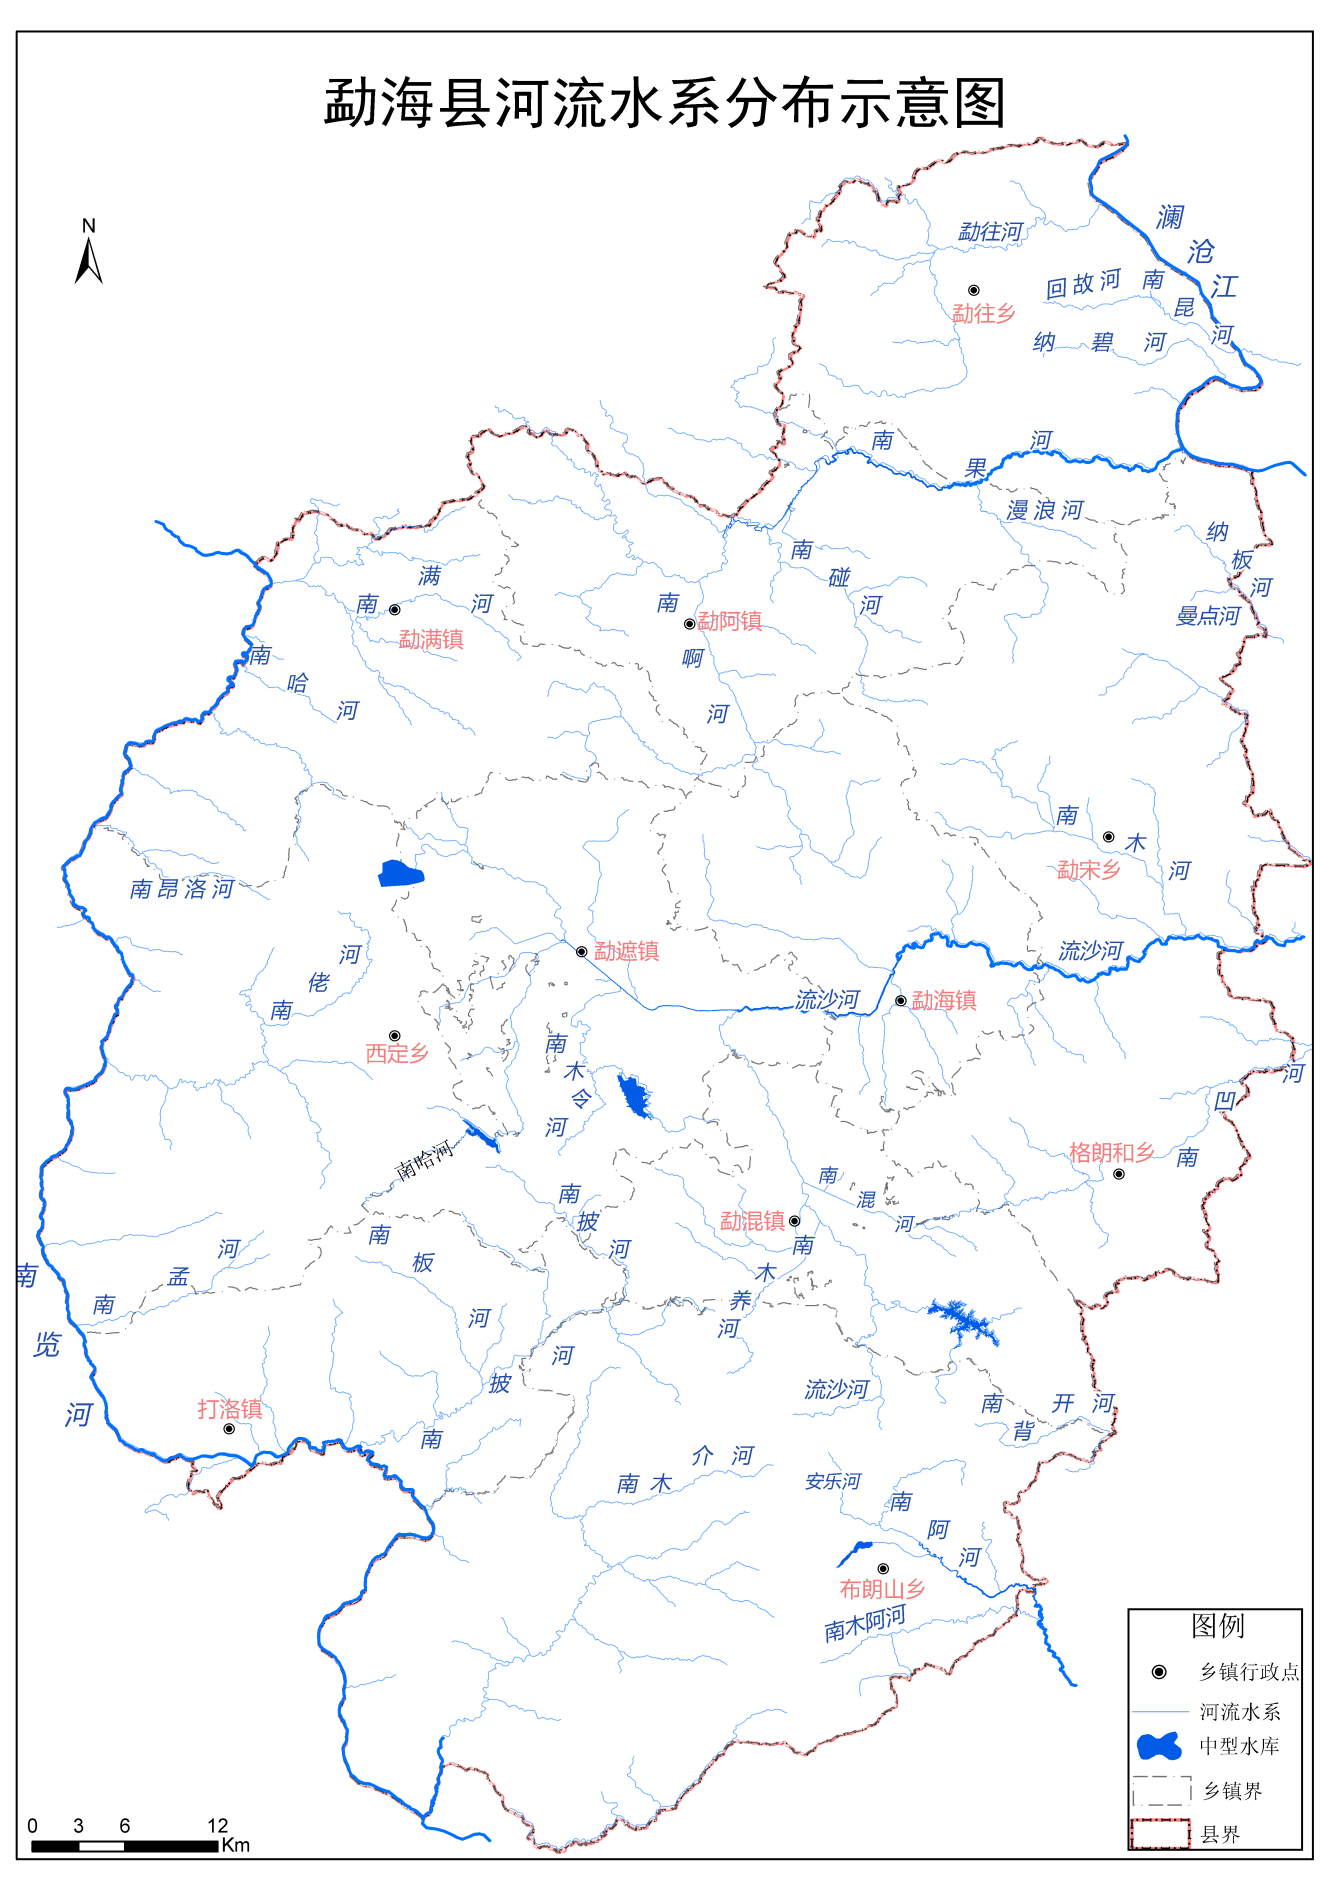 勐海县河流水系分布示意图
N
澜沧江
勐往河
回故河
南昆河
勐往乡
纳碧河
南果河
漫浪河
纳板河
曼点河
南碰河
南满河
勐满镇
南啊河
勐阿镇
南哈河
南木河
勐宋乡
南昂洛河
南佬河
勐遮镇
流沙河
流沙河
勐海镇
西定乡
南木令河
南凹河
格朗和乡
南哈河
南混河
勐混镇
南披河
南板河
南孟河
南木养河
南览河
南披河
流沙河
南背开河
打洛镇
南木介河
安乐河
南阿河
布朗山乡
南木阿河
图例
乡镇行政点
河流水系
中型水库
乡镇界
县界
0 3 6 12
Km